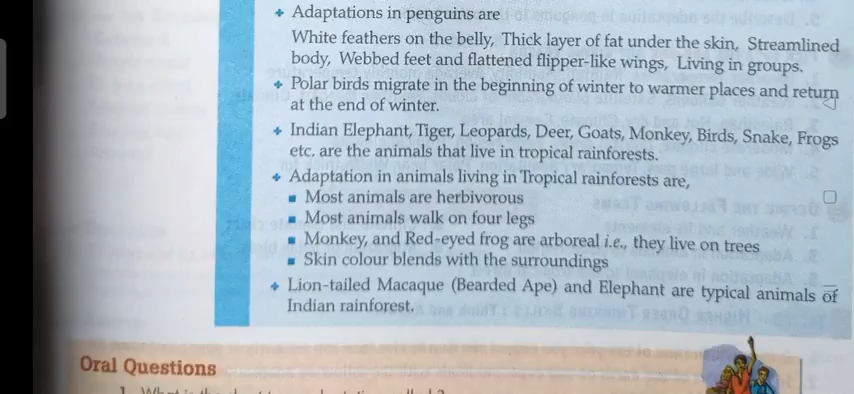 Adaptations in penguins are
White feathers on the belly, Thick layer of fat under the skin, Streamlined
body, Webbed feet and flattened flipper-like wings, Living in groups.
Polar birds migrate in the beginning of winter to warmer places and return
at the end of winter.
Indian Elephant, Tiger, Leopards, Deer, Goats, Monkey, Birds, Snake, Frogs
etc. are the animals that live in tropical rainforests.
Adaptation in animals living in Tropical rainforests are,
Most animals are herbivorous
Most animals walk on four legs
Monkey, and Red-eyed frog are arboreal i.e., they live on trees
Skin colour blends with the surroundings
Lion-tailed Macaque (Bearded Ape) and Elephant are typical animals of
Indian rainforest.
Oral Questions